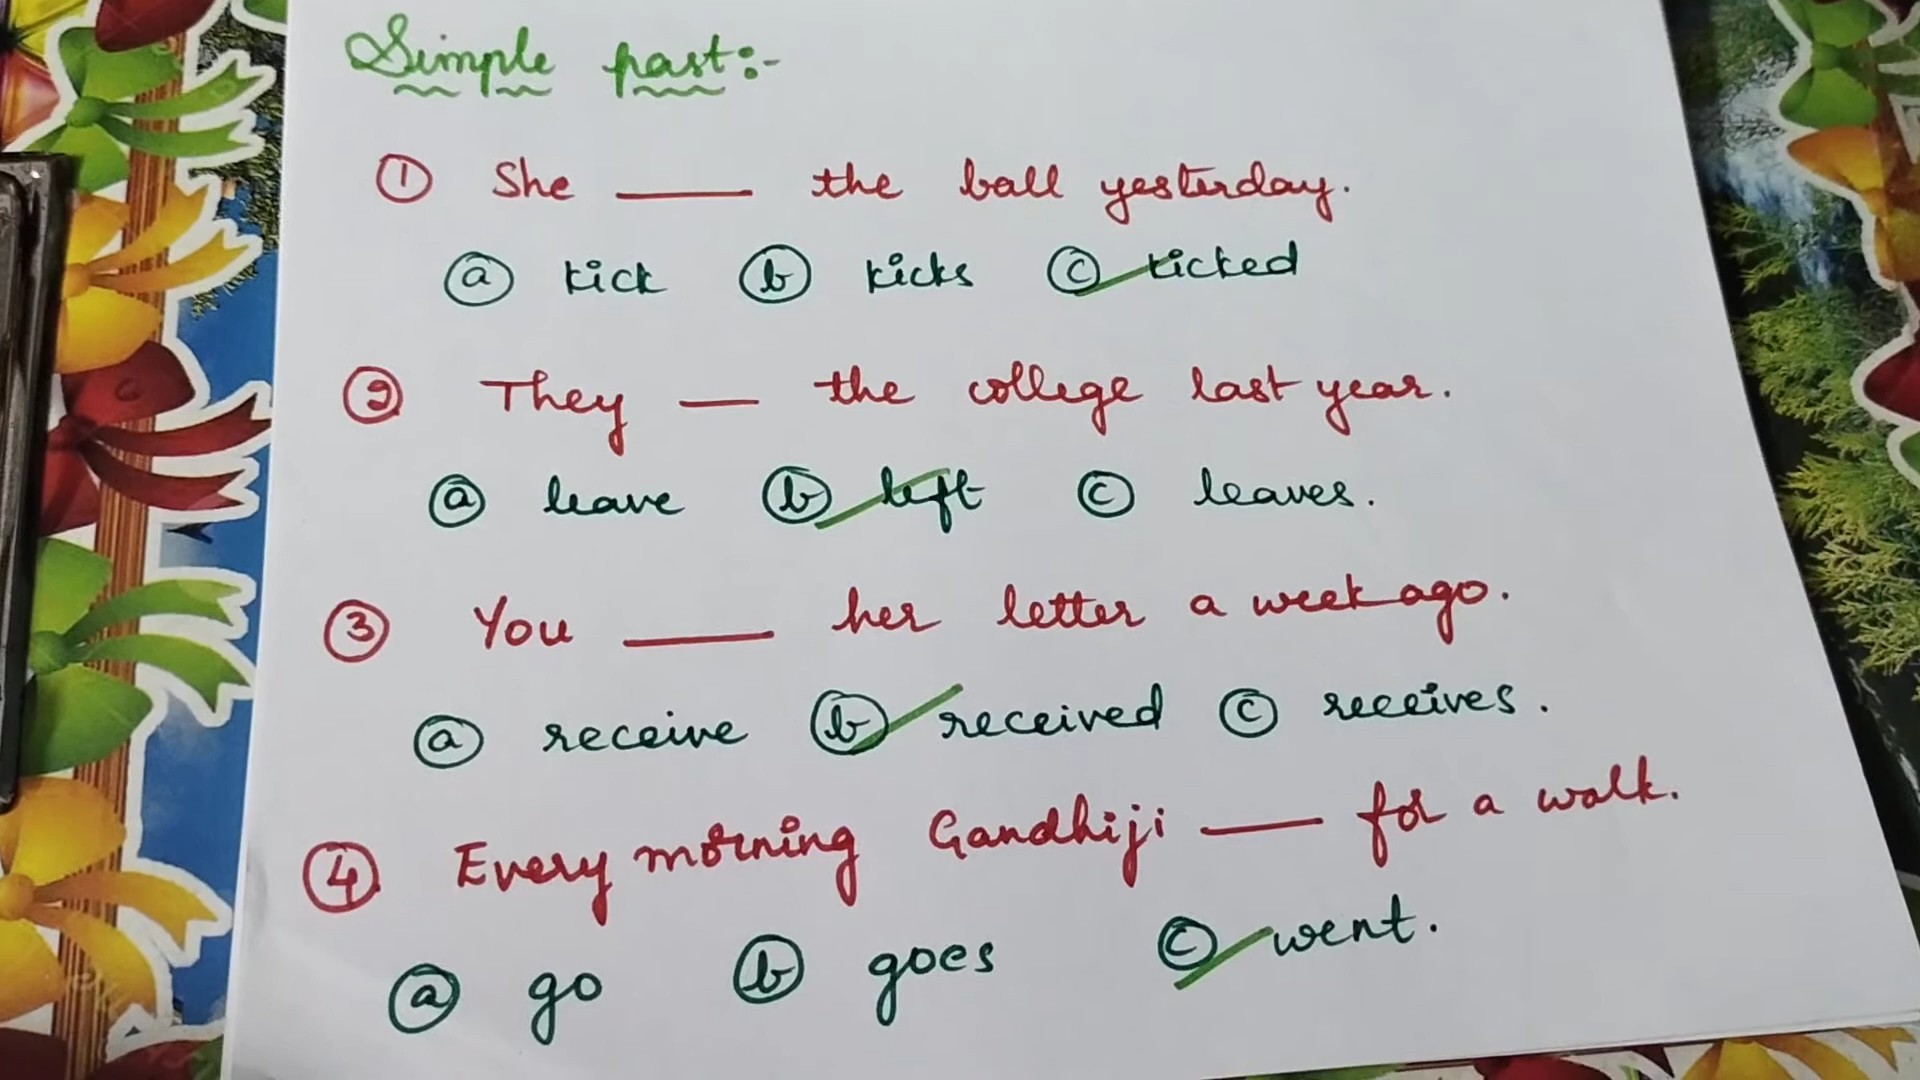 Simple past:-
① She ____ the ball yesterday.
ⓐ kick ⓑ kicks ⓒ kicked
② They ___ the college last year.
ⓐ leave ⓑ left ⓒ leaves.
③ You ____ her letter a week ago.
ⓐ receive ⓑ received ⓒ receives.
④ Every morning Gandhiji ____ for a walk.
ⓐ go ⓑ goes ⓒ went.